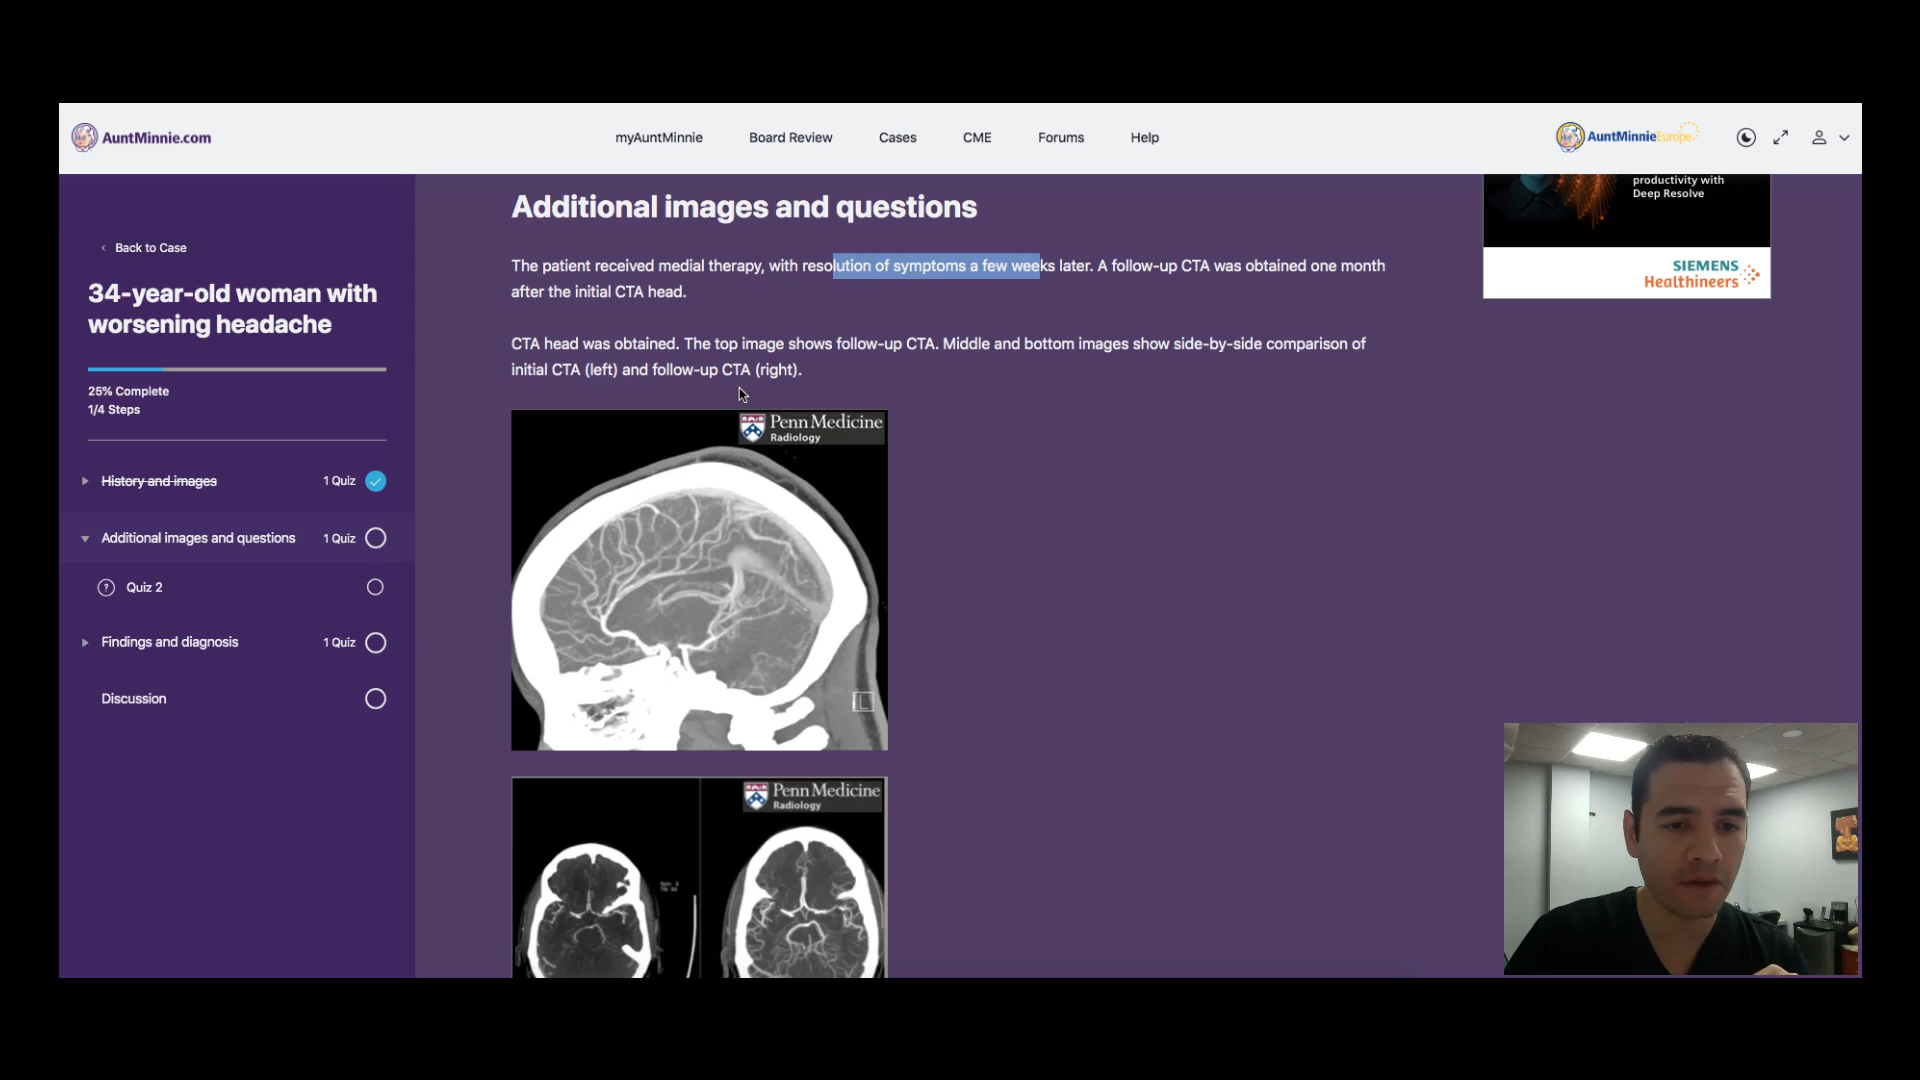 AuntMinnie.com
myAuntMinnie
Board Review
Cases
CME
Forums
Help
AuntMinnieEurope
Back to Case
34-year-old woman with
worsening headache
25% Complete
1/4 Steps
History and images
1 Quiz
Additional images and questions
1 Quiz
Quiz 2
Findings and diagnosis
1 Quiz
Discussion
Additional images and questions
The patient received medial therapy, with resolution of symptoms a few weeks later. A follow-up CTA was obtained one month
after the initial CTA head.
CTA head was obtained. The top image shows follow-up CTA. Middle and bottom images show side-by-side comparison of
initial CTA (left) and follow-up CTA (right).
Penn Medicine
Radiology
L
Penn Medicine
Radiology
productivity with
Deep Resolve
SIEMENS
Healthineers